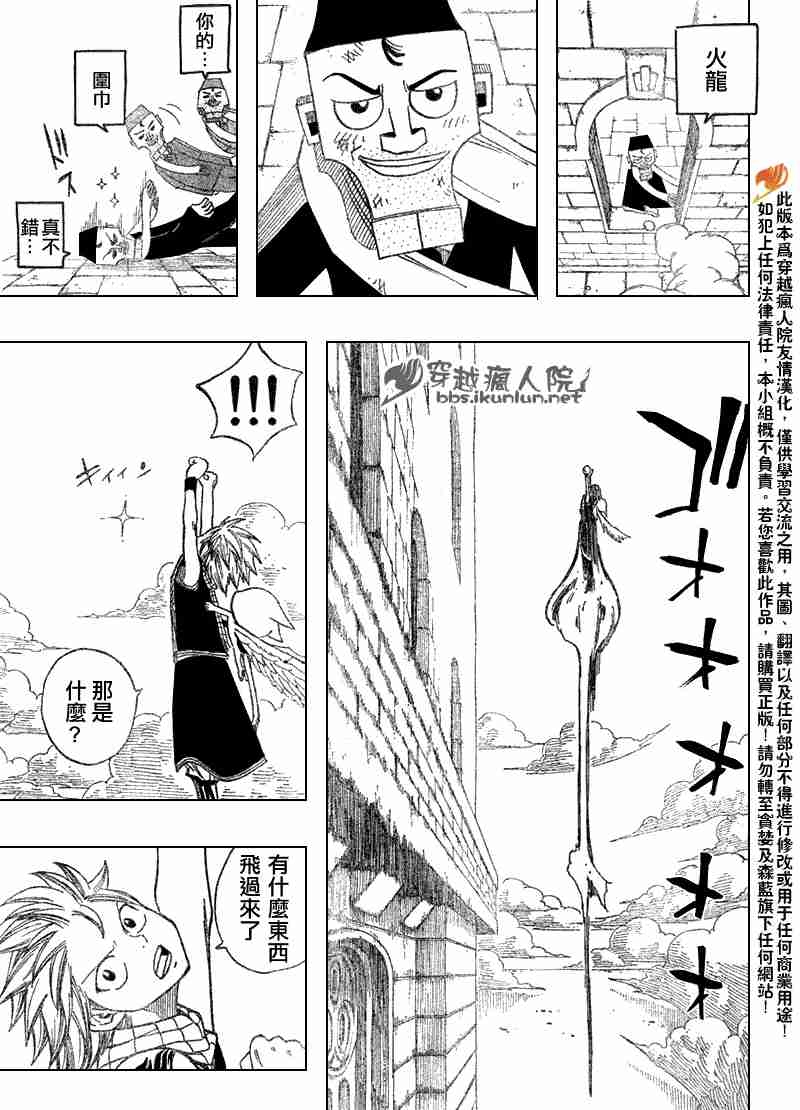 火龍
你的…
圍巾
真不
錯…
ドズ
穿越瘋人院
bbs.ikunlun.net
ゴオオオオオ
!!!
キィィン
那是
什麼？
有什麼東西
飛過來了
此版本爲穿越瘋人院友情漢化，僅供學習交流之用，其圖、翻譯以及任何部分不得進行修改或用于任何商業用途！
如犯上任何法律責任，本小組概不負責。若您喜歡此作品，請購買正版！請勿轉至貪婪及森藍旗下任何網站！